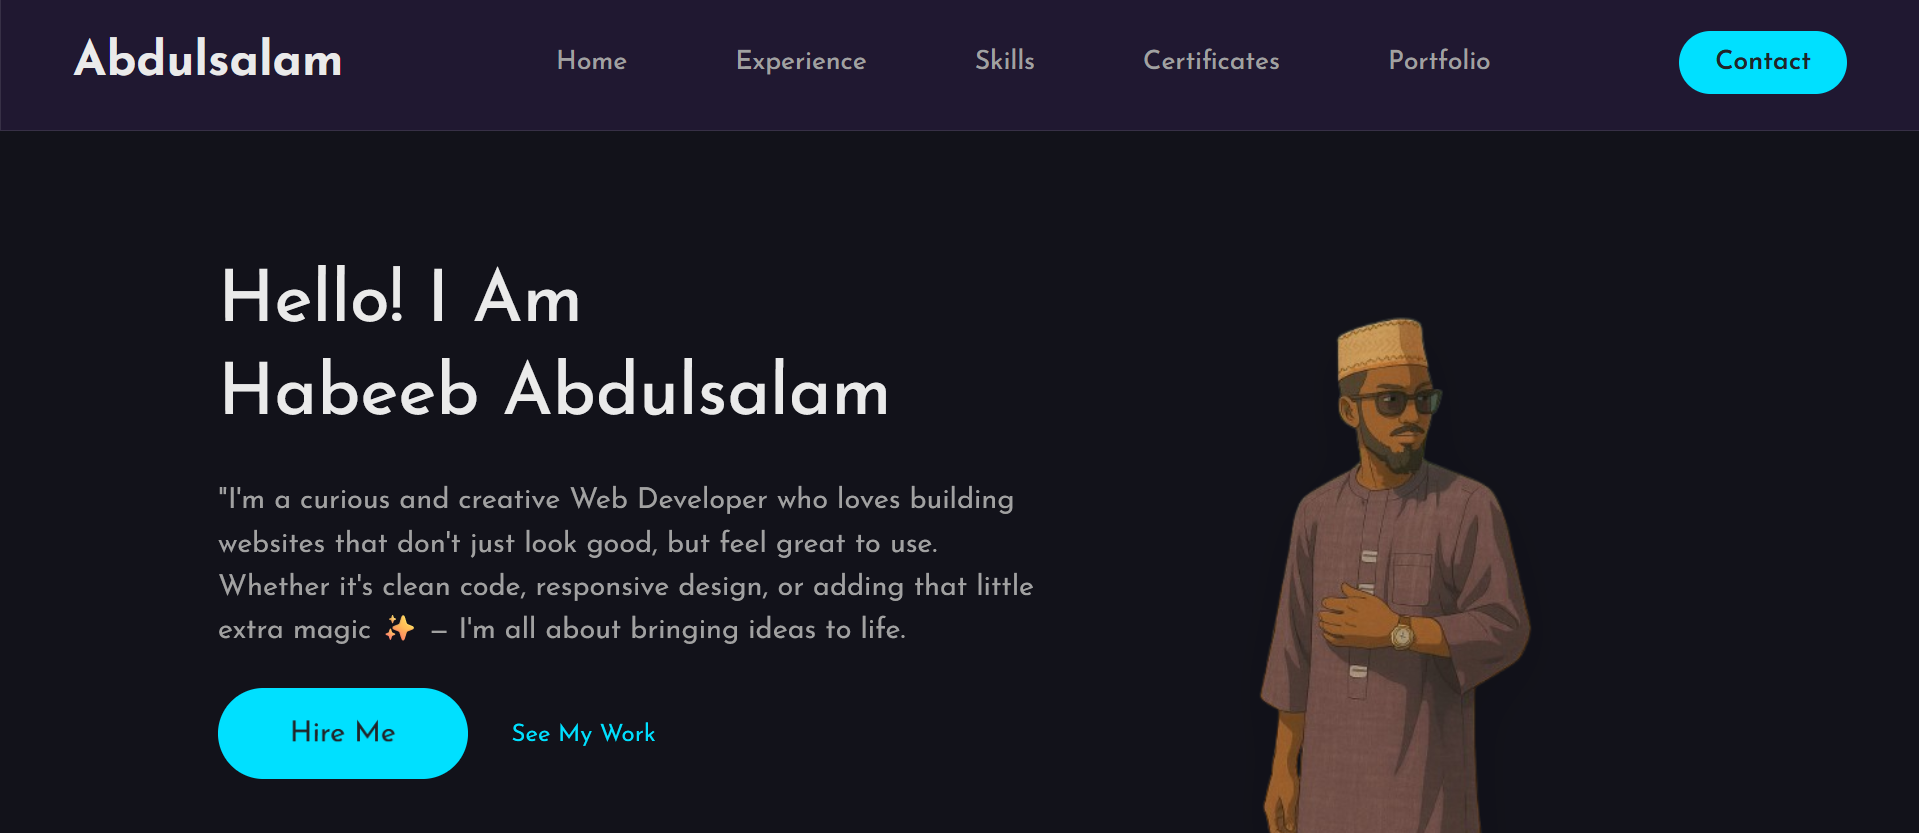 Abdulsalam
Home
Experience
Skills
Certificates
Portfolio
Contact
Hello! I Am
Habeeb Abdulsalam
"I'm a curious and creative Web Developer who loves building
websites that don't just look good, but feel great to use.
Whether it's clean code, responsive design, or adding that little
extra magic ✨ – I'm all about bringing ideas to life.
Hire Me
See My Work